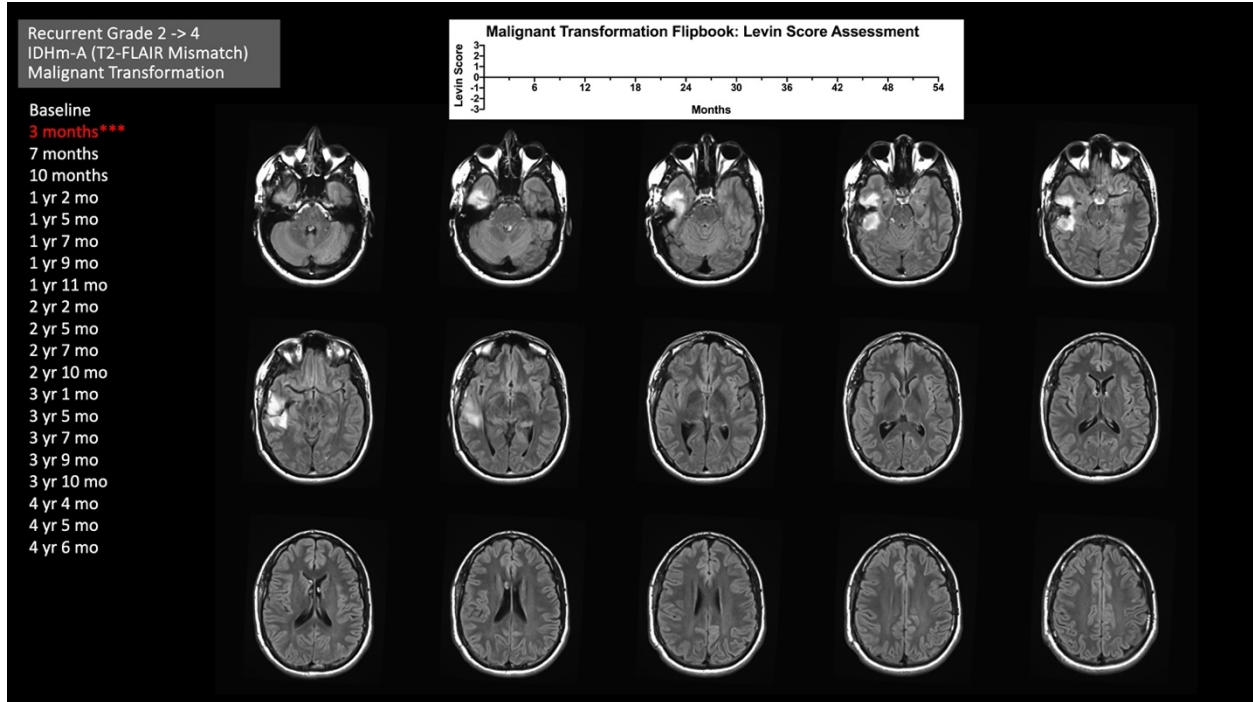 Recurrent Grade 2 -> 4
IDHm-A (T2-FLAIR Mismatch)
Malignant Transformation
Malignant Transformation Flipbook: Levin Score Assessment
Levin Score
3
2
1
0
-1
-2
-3
6 12 18 24 30 36 42 48 54
Months
Baseline
3 months***
7 months
10 months
1 yr 2 mo
1 yr 5 mo
1 yr 7 mo
1 yr 9 mo
1 yr 11 mo
2 yr 2 mo
2 yr 5 mo
2 yr 7 mo
2 yr 10 mo
3 yr 1 mo
3 yr 5 mo
3 yr 7 mo
3 yr 9 mo
3 yr 10 mo
4 yr 4 mo
4 yr 5 mo
4 yr 6 mo